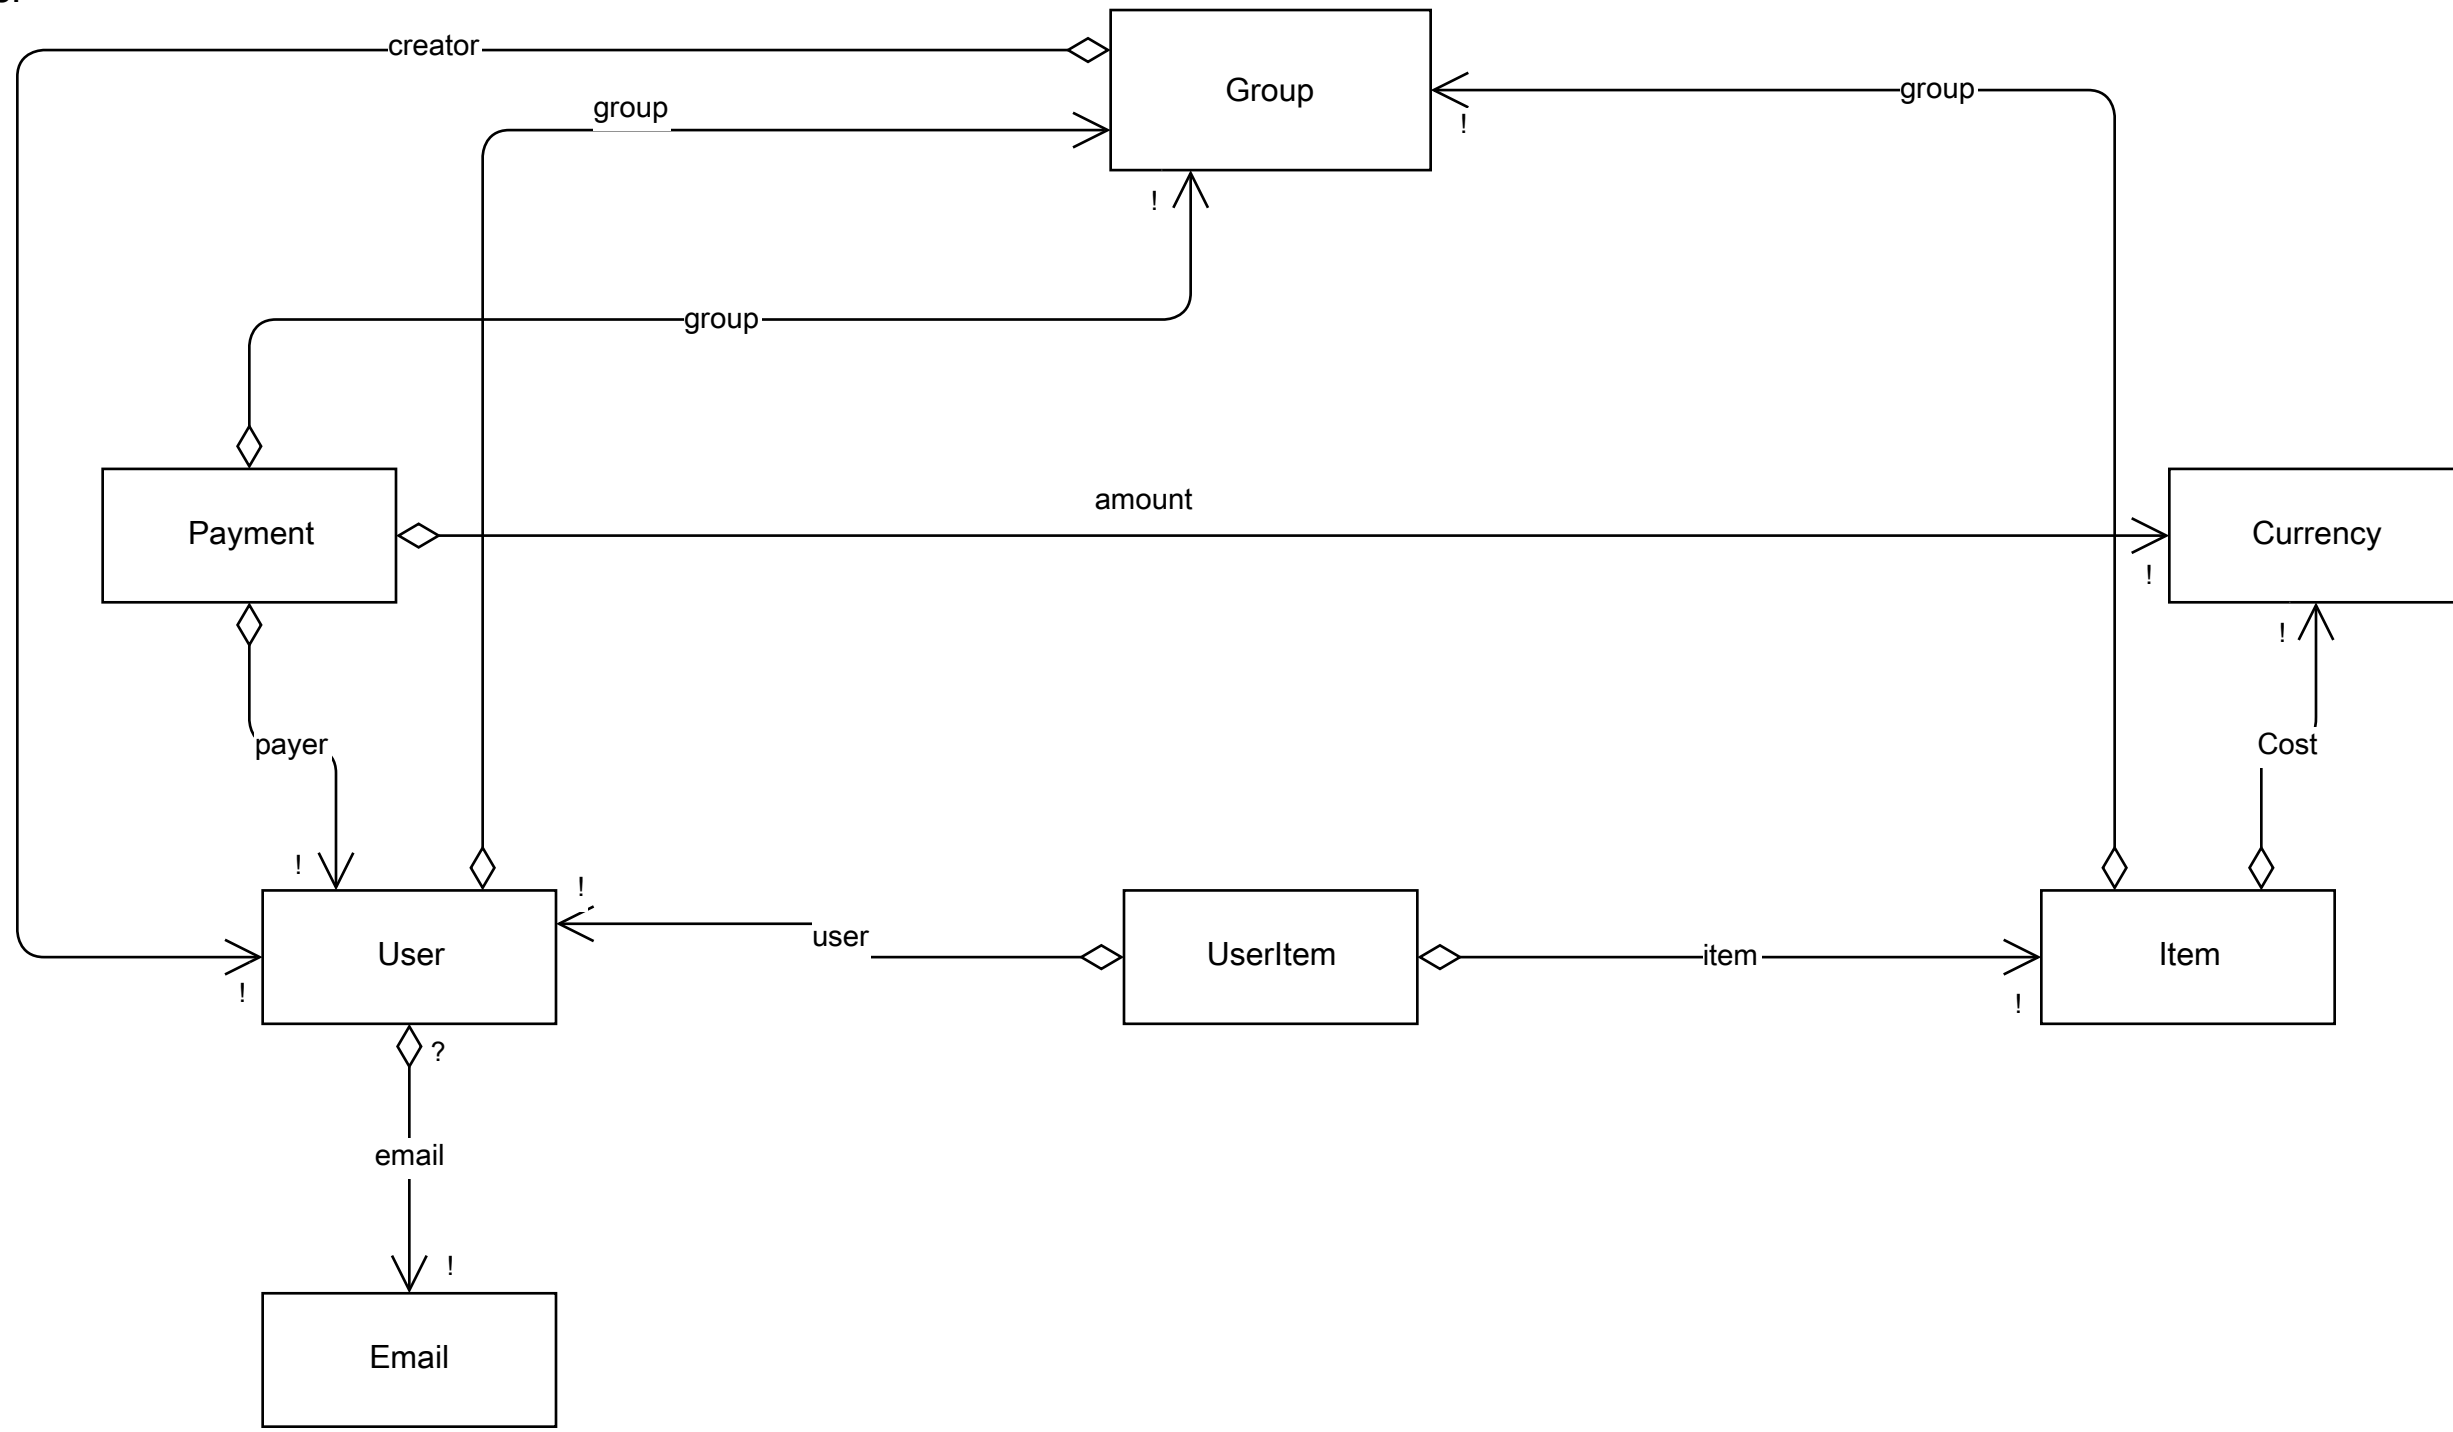 creator
Group
group
group
!
!
group
Payment
amount
Currency
!
!
payer
Cost
!
!
User
user
UserItem
item
Item
!
!
?
email
!
Email